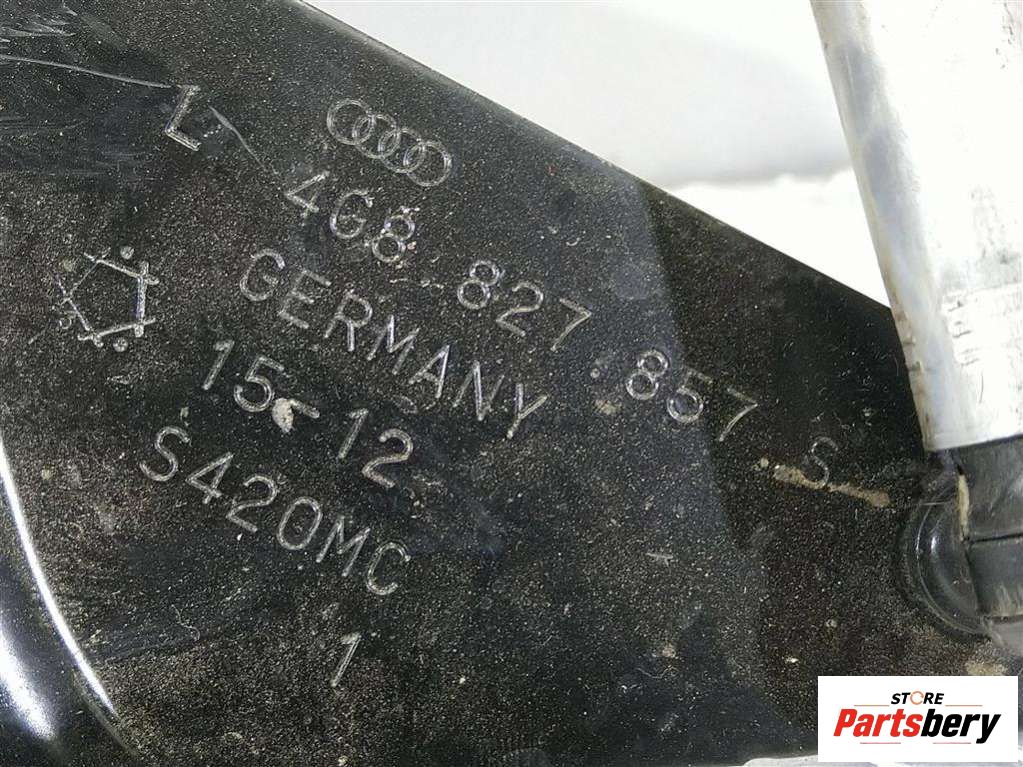 L
4G8 827 857 S
GERMANY
15-12
S420MC
1
STORE
Partsbery